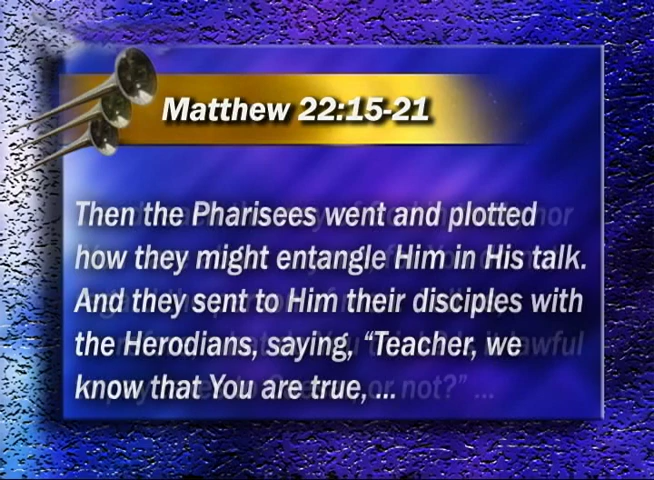 Matthew 22:15-21
Then the Pharisees went and plotted
how they might entangle Him in His talk.
And they sent to Him their disciples with
the Herodians, saying, “Teacher, we
know that You are true, ...